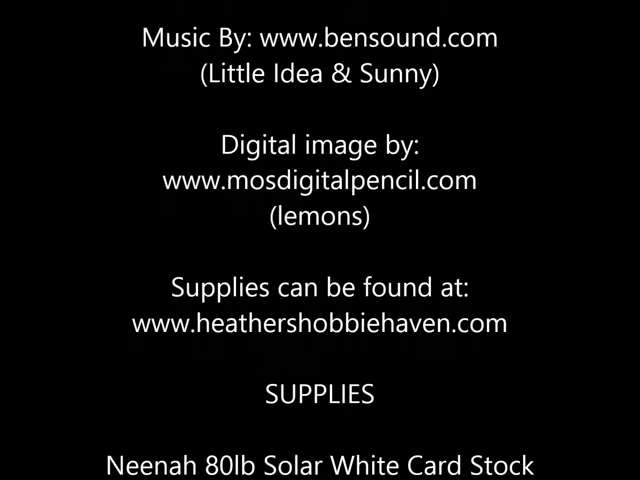 Music By: www.bensound.com
(Little Idea & Sunny)
Digital image by:
www.mosdigitalpencil.com
(lemons)
Supplies can be found at:
www.heathershobbiehaven.com
SUPPLIES
Neenah 80lb Solar White Card Stock